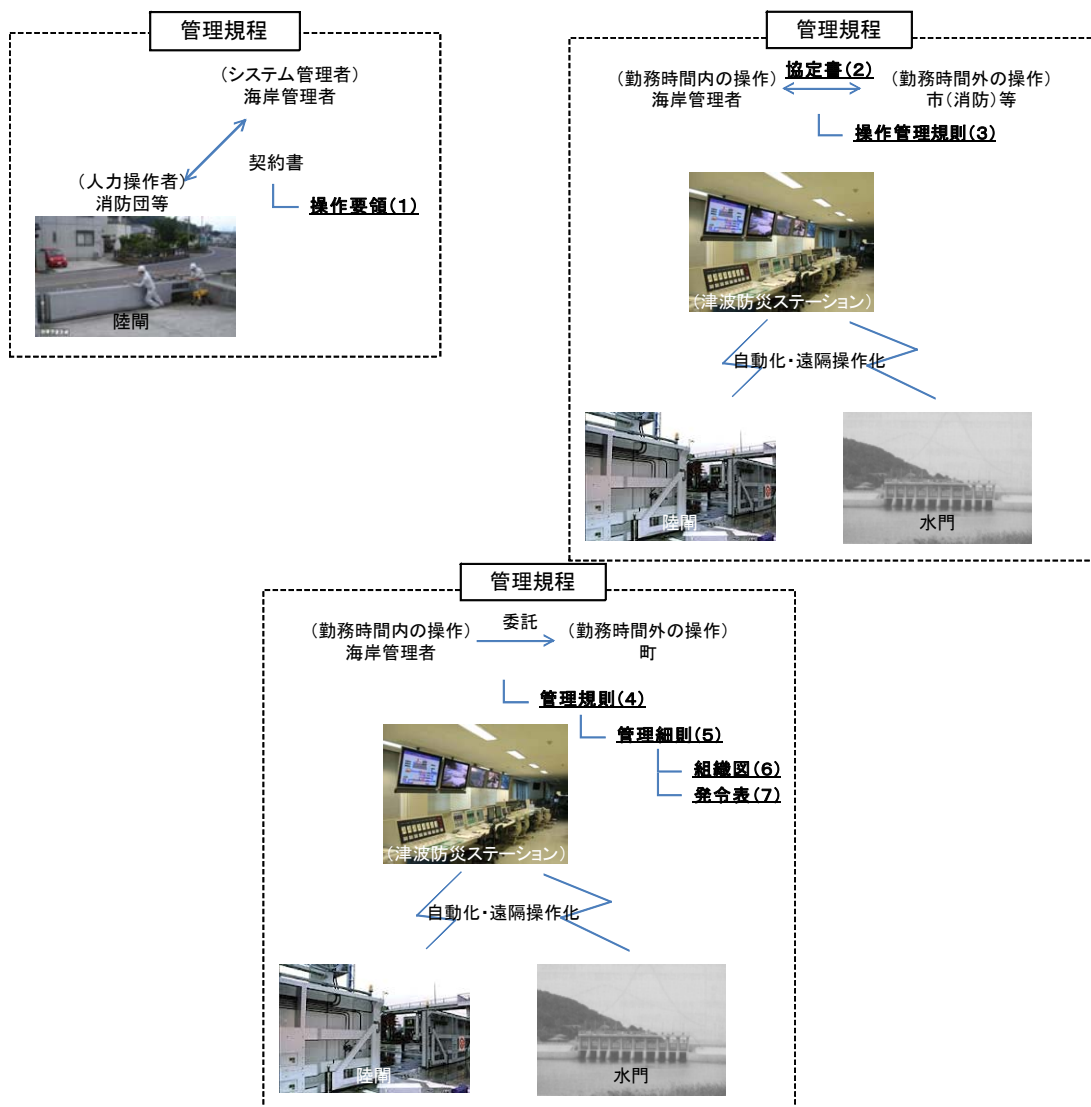 管理規程
(システム管理者)
海岸管理者
契約書
(人力操作者)
消防団等
操作要領(1)
陸閘
管理規程
(勤務時間内の操作)
海岸管理者
協定書(2)
(勤務時間外の操作)
市(消防)等
操作管理規則(3)
(津波防災ステーション)
自動化・遠隔操作化
陸閘
水門
管理規程
(勤務時間内の操作)
海岸管理者
委託
(勤務時間外の操作)
町
管理規則(4)
管理細則(5)
組織図(6)
発令表(7)
(津波防災ステーション)
自動化・遠隔操作化
陸閘
水門